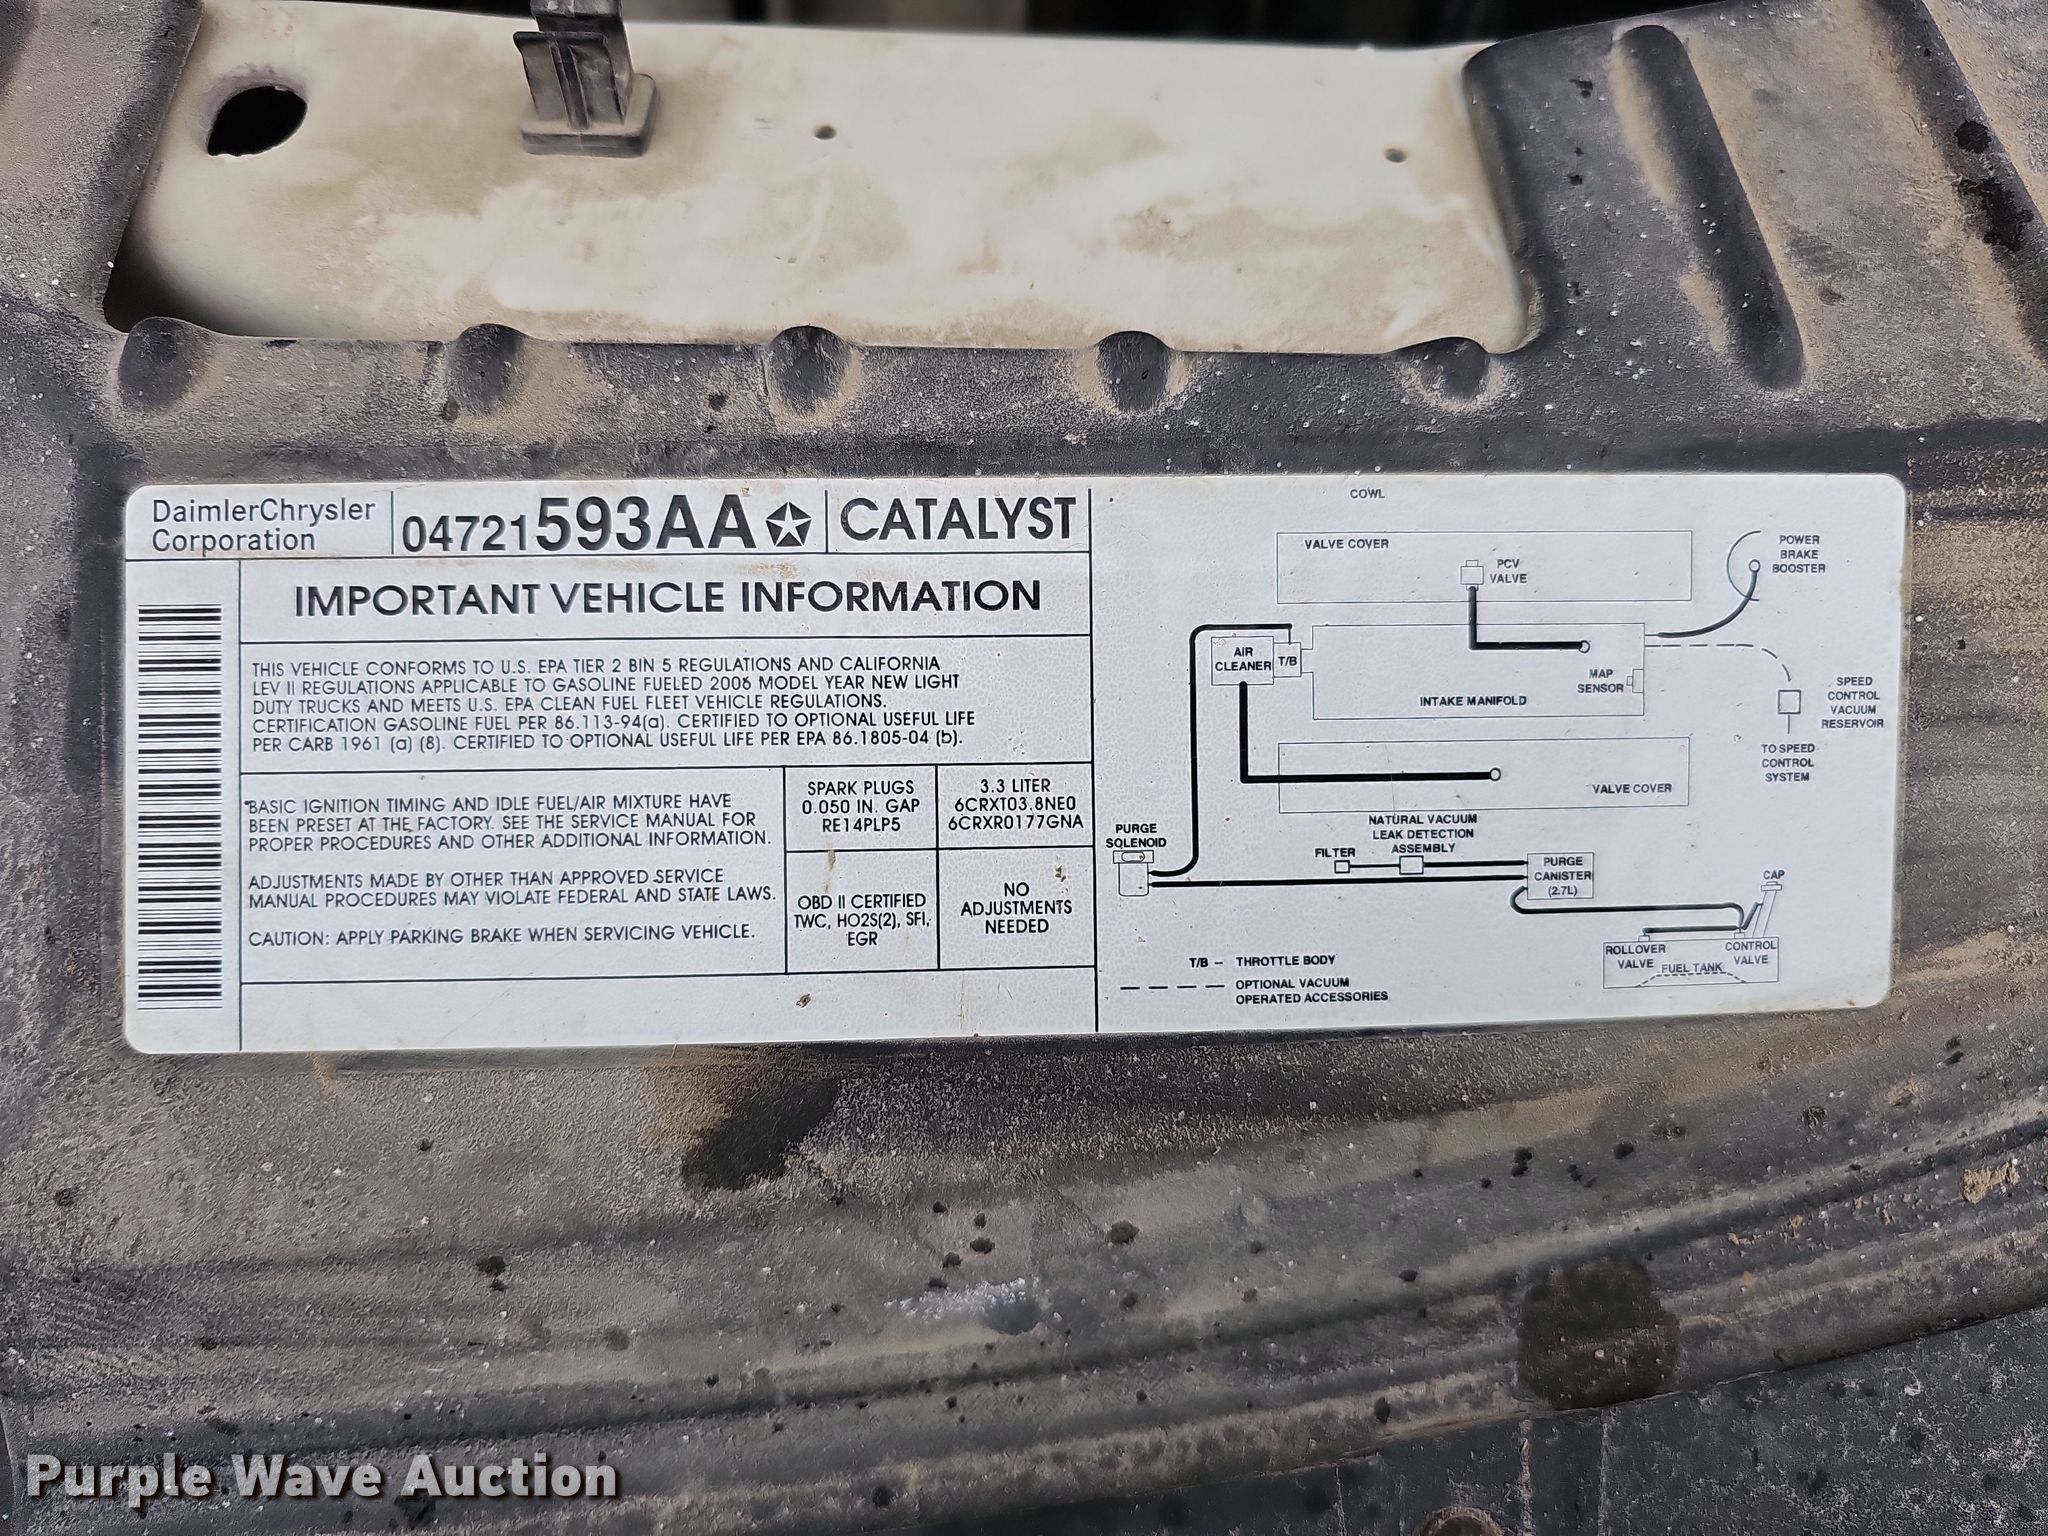 DaimlerChrysler
Corporation
04721593AA
CATALYST
IMPORTANT VEHICLE INFORMATION
THIS VEHICLE CONFORMS TO U.S. EPA TIER 2 BIN 5 REGULATIONS AND CALIFORNIA
LEV II REGULATIONS APPLICABLE TO GASOLINE FUELED 2006 MODEL YEAR NEW LIGHT
DUTY TRUCKS AND MEETS U.S. EPA CLEAN FUEL FLEET VEHICLE REGULATIONS.
CERTIFICATION GASOLINE FUEL PER 86.113-94(a). CERTIFIED TO OPTIONAL USEFUL LIFE
PER CARB 1961 (a) (8). CERTIFIED TO OPTIONAL USEFUL LIFE PER EPA 86.1805-04 (b).
BASIC IGNITION TIMING AND IDLE FUEL/AIR MIXTURE HAVE
BEEN PRESET AT THE FACTORY. SEE THE SERVICE MANUAL FOR
PROPER PROCEDURES AND OTHER ADDITIONAL INFORMATION.
ADJUSTMENTS MADE BY OTHER THAN APPROVED SERVICE
MANUAL PROCEDURES MAY VIOLATE FEDERAL AND STATE LAWS.
CAUTION: APPLY PARKING BRAKE WHEN SERVICING VEHICLE.
SPARK PLUGS
0.050 IN. GAP
RE14PLP5
3.3 LITER
6CRXT03.8NE0
6CRXR0177GNA
OBD II CERTIFIED
TWC, HO2S(2), SFI,
EGR
NO
ADJUSTMENTS
NEEDED
COWL
VALVE COVER
PCV
VALVE
POWER
BRAKE
BOOSTER
AIR
CLEANER
T/B
MAP
SENSOR
INTAKE MANIFOLD
SPEED
CONTROL
VACUUM
RESERVOIR
TO SPEED
CONTROL
SYSTEM
VALVE COVER
PURGE
SOLENOID
NATURAL VACUUM
LEAK DETECTION
ASSEMBLY
FILTER
PURGE
CANISTER
(2.7L)
CAP
ROLLOVER
VALVE
CONTROL
VALVE
FUEL TANK
T/B -- THROTTLE BODY
OPTIONAL VACUUM
OPERATED ACCESSORIES
Purple Wave Auction